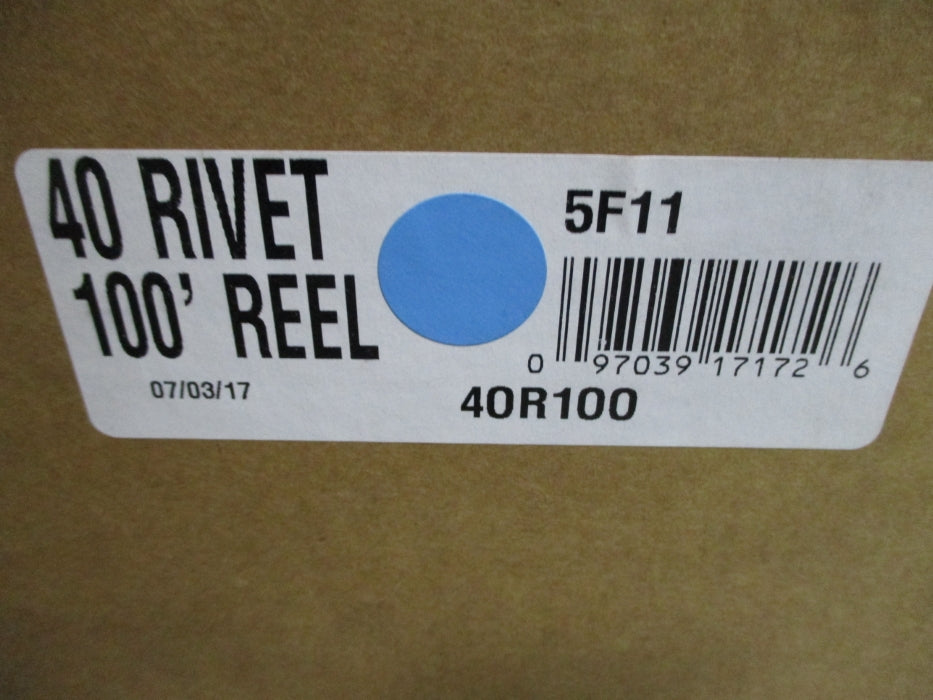 40 RIVET
100' REEL
07/03/17
5F11
0 97039 17172 6
40R100